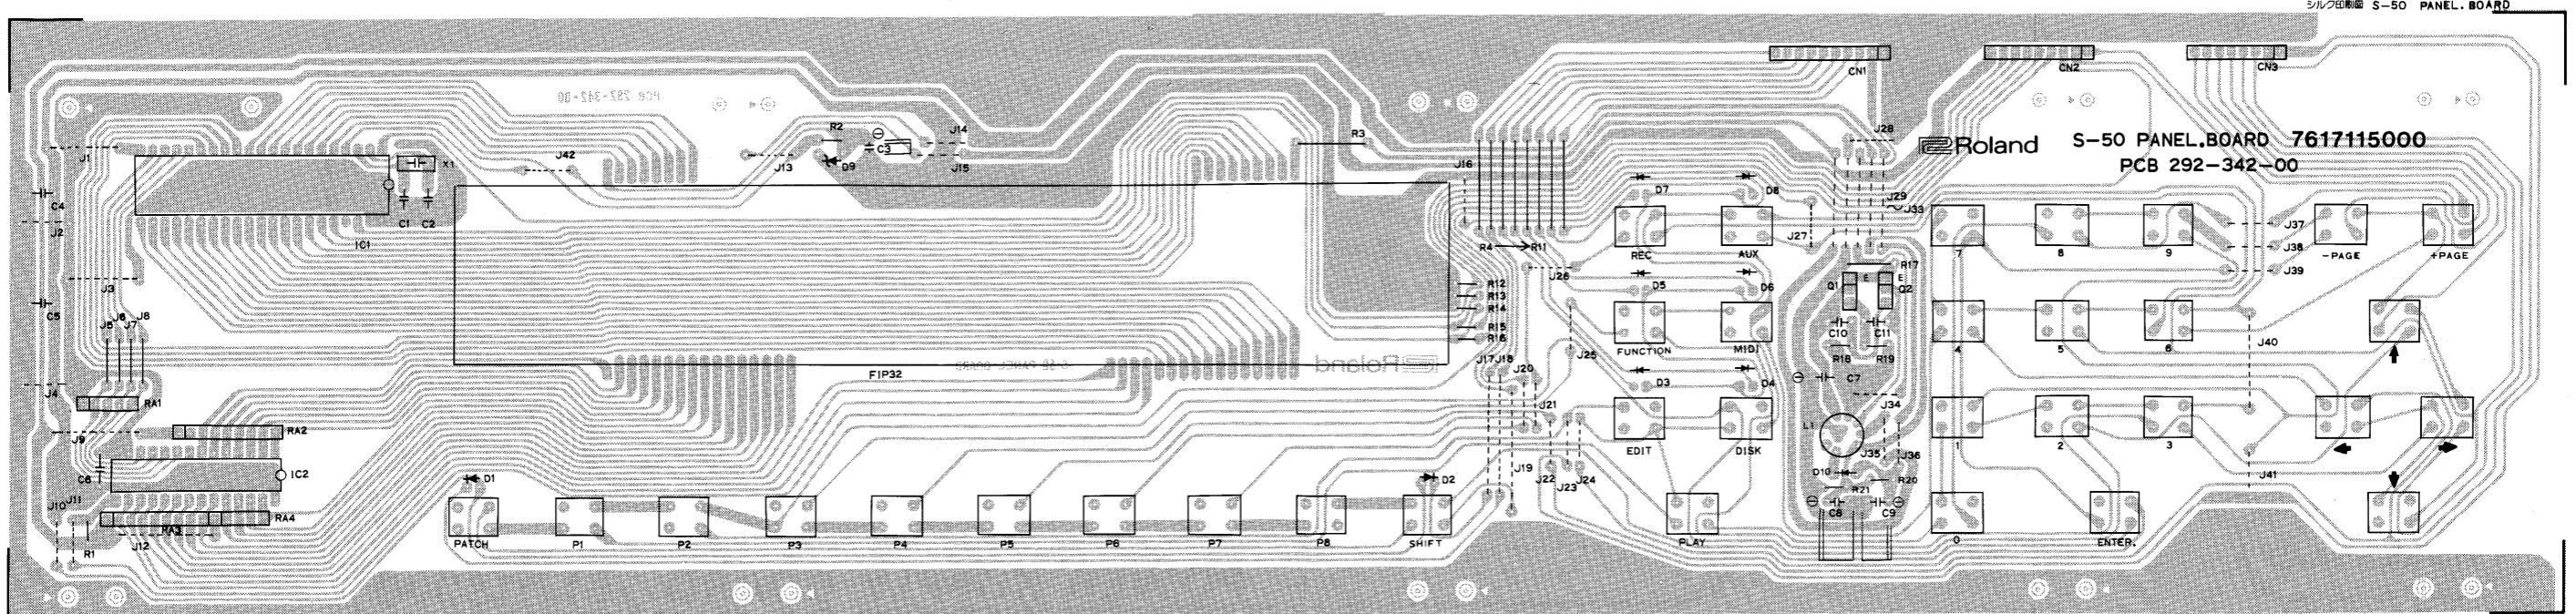 シルク印刷図 S-50 PANEL.BOARD
CN1
CN2
CN3
PCB 292-342-00
Roland
S-50 PANEL.BOARD 7617115000
PCB 292-342-00
J1
X1
J42
R2
C3
D9
J13
J14
J15
R3
J16
J28
D7
D8
J29
J33
C4
J2
C1
C2
IC1
R4→R11
J27
REC
AUX
7
8
9
J37
J38
J39
-PAGE
+PAGE
J26
R17
J3
C5
R12
R13
R14
R15
R16
D5
D6
Q1
E
E
Q2
J5
J6
J7
J8
C10
C11
FUNCTION
MIDI
R18
R19
4
5
6
J40
J25
FIP32
Roland
S-50 PANEL BOARD
J17
J18
J20
D3
D4
C7
J4
RA1
J21
J34
L1
J9
RA2
EDIT
DISK
J35
J36
1
2
3
C6
IC2
D1
D2
J19
J22
J23
J24
D10
R20
R21
J41
J10
J11
RA3
RA4
C8
C9
R1
J12
PATCH
P1
P2
P3
P4
P5
P6
P7
P8
SHIFT
PLAY
0
ENTER.